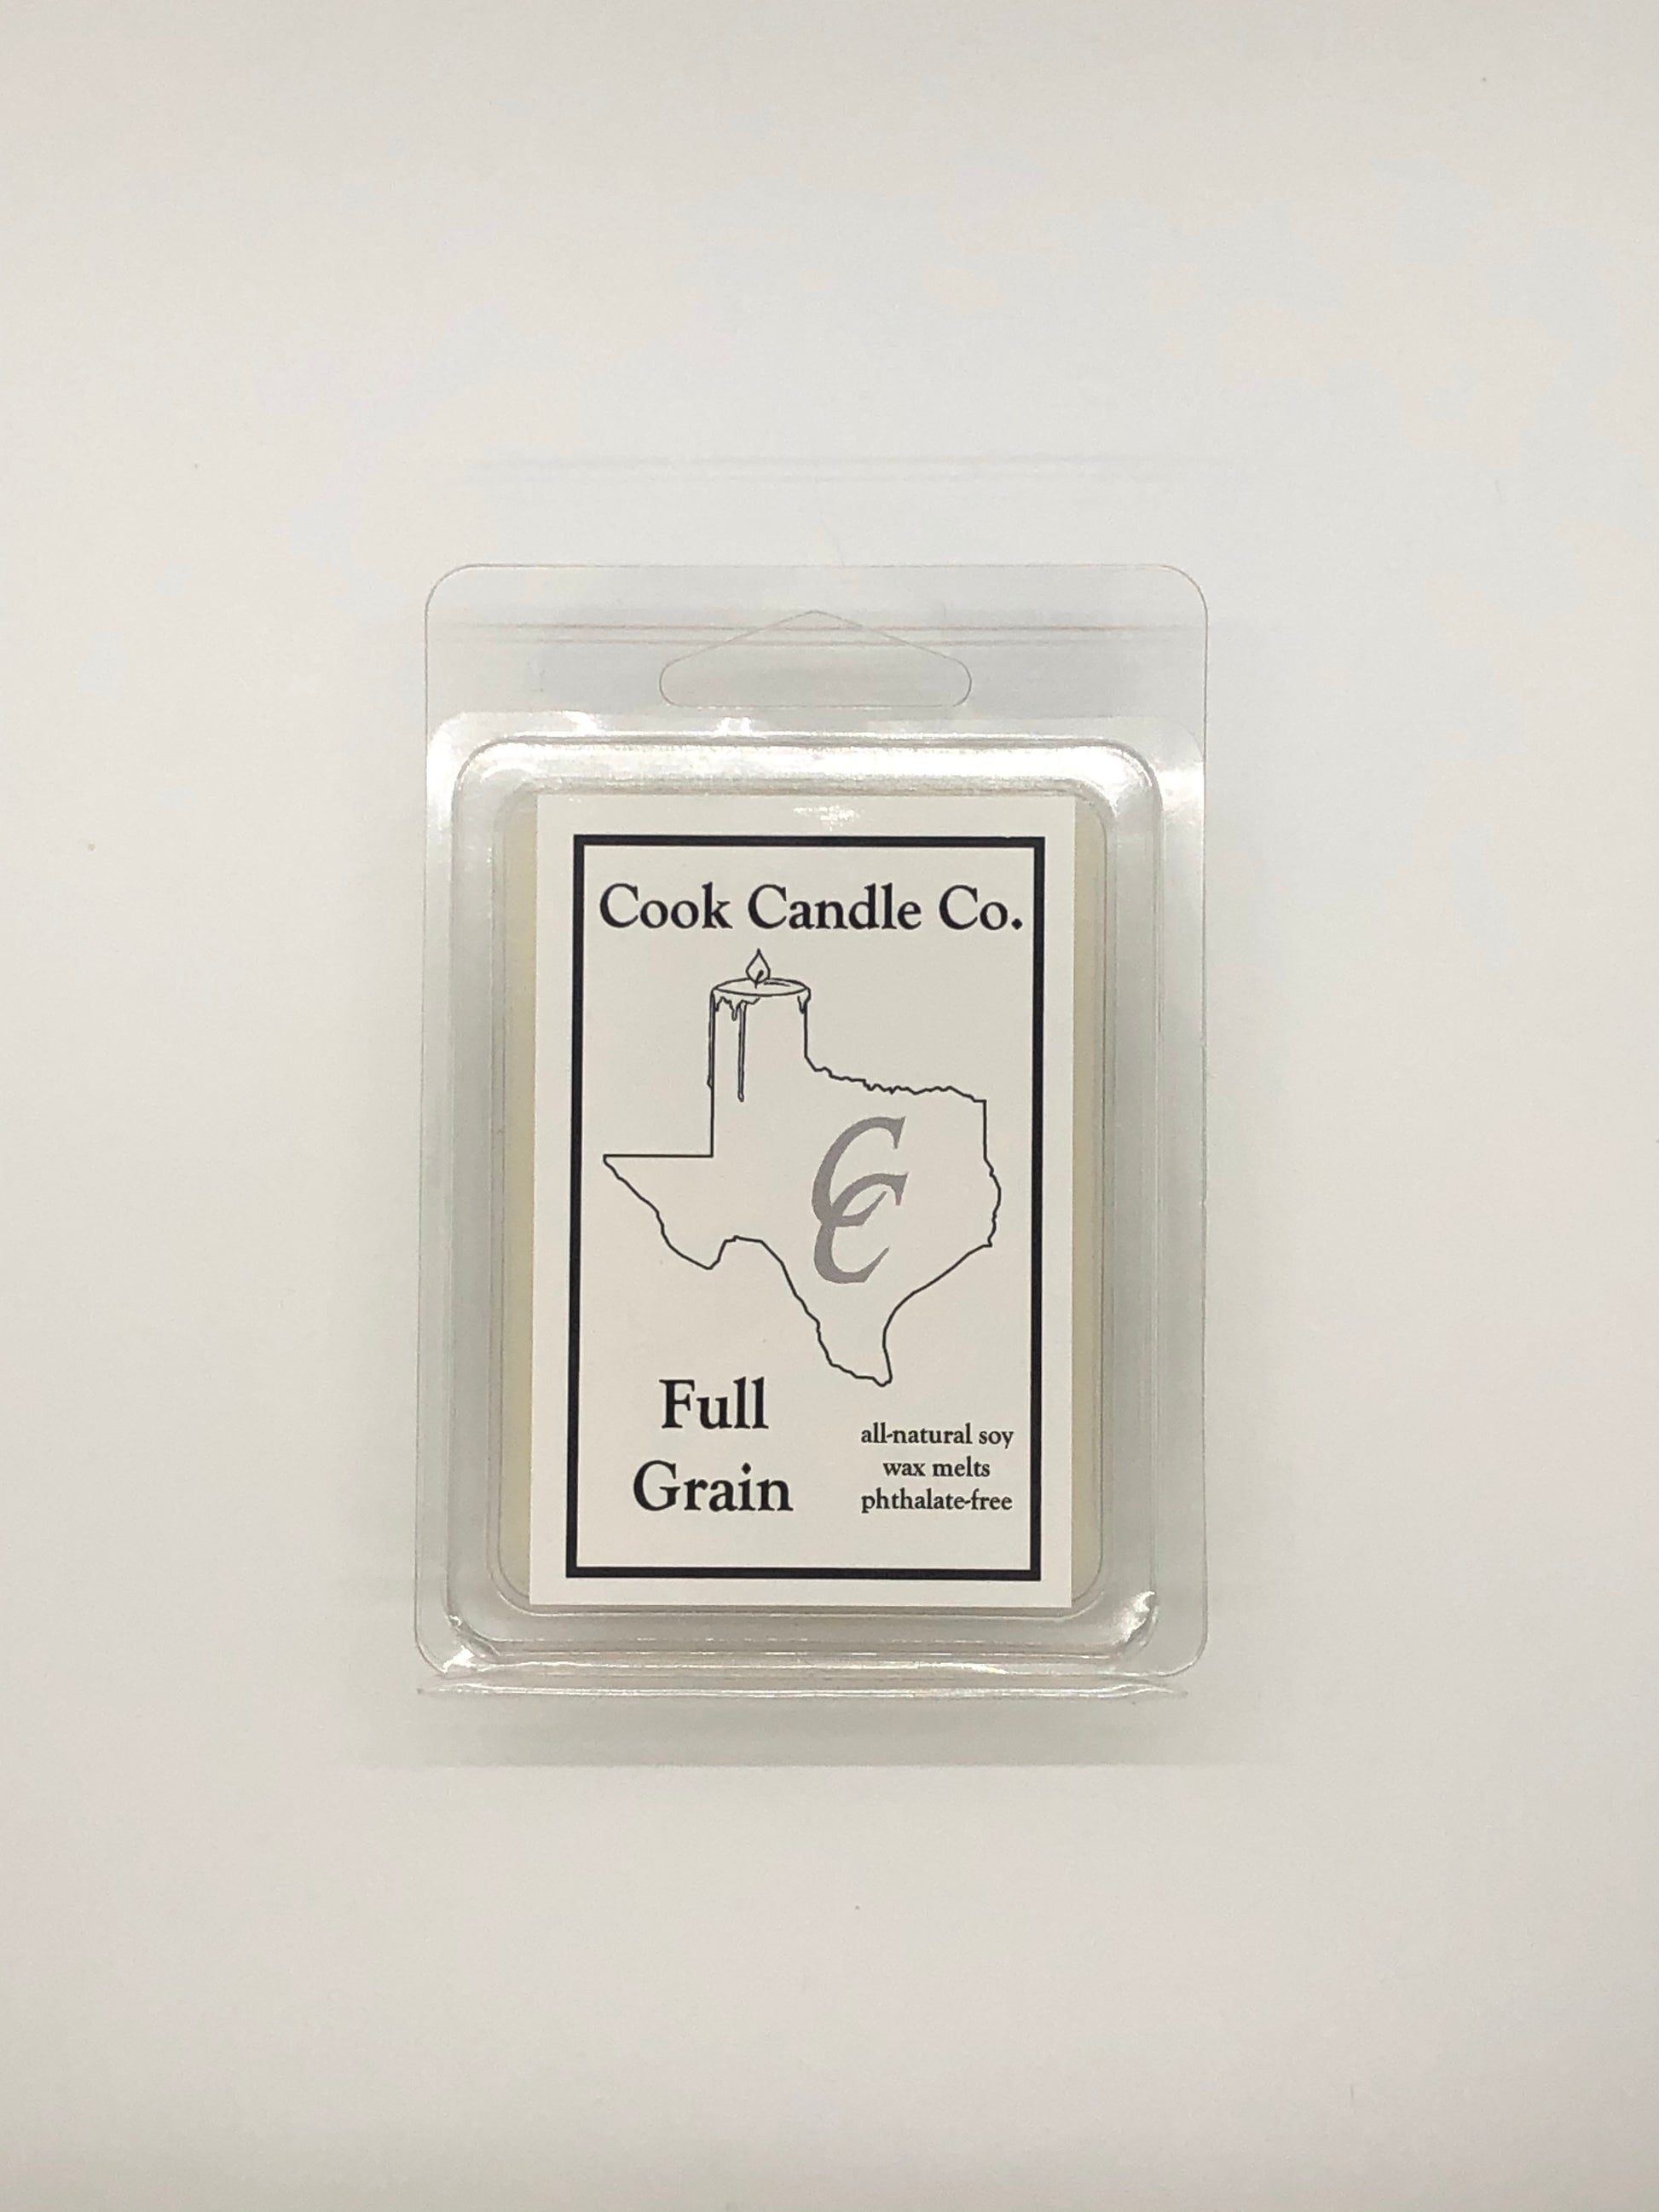 Cook Candle Co.
CC
Full
Grain
all-natural soy
wax melts
phthalate-free